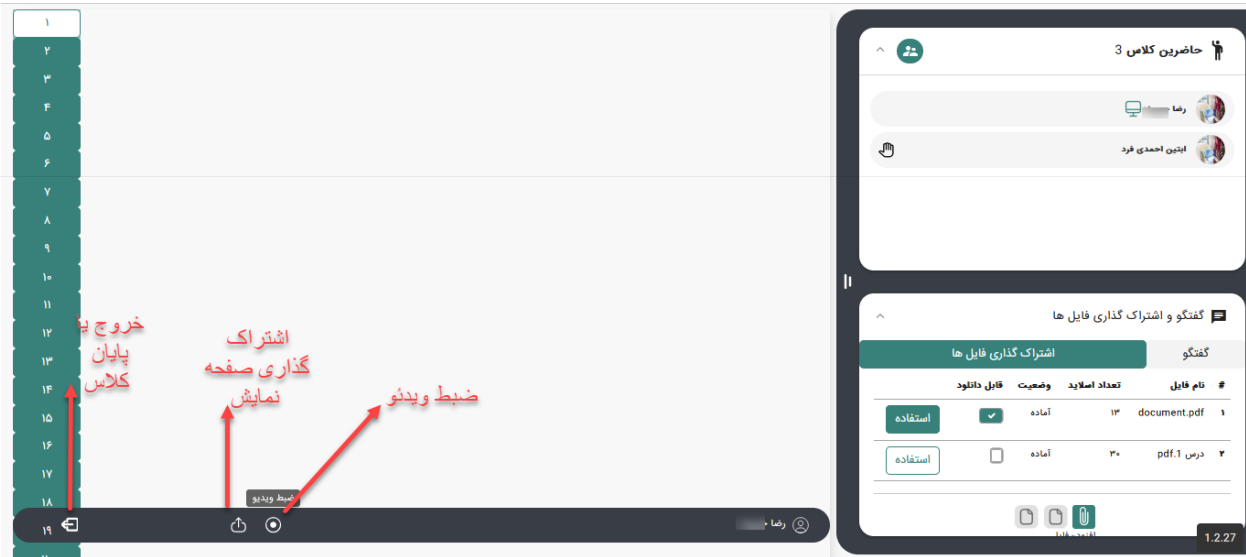 حاضرین کلاس 3
رضا
ابتین احمدی فرد
گفتگو و اشتراک گذاری فایل ها
گفتگو
اشتراک گذاری فایل ها
# نام فایل تعداد اسلاید وضعیت قابل دانلود
۱ document.pdf ۱۳ آماده استفاده
۲ درس 1.pdf ۳۰ آماده استفاده
افزودن فایل
1.2.27
۱
۲
۳
۴
۵
۶
۷
۸
۹
۱۰
۱۱
۱۲
۱۳
۱۴
۱۵
۱۶
۱۷
۱۸
۱۹
ضبط ویدئو
اشتراک
گذاری صفحه
نمایش
خروج یا
پایان
کلاس
ضبط ویدیو
رضا